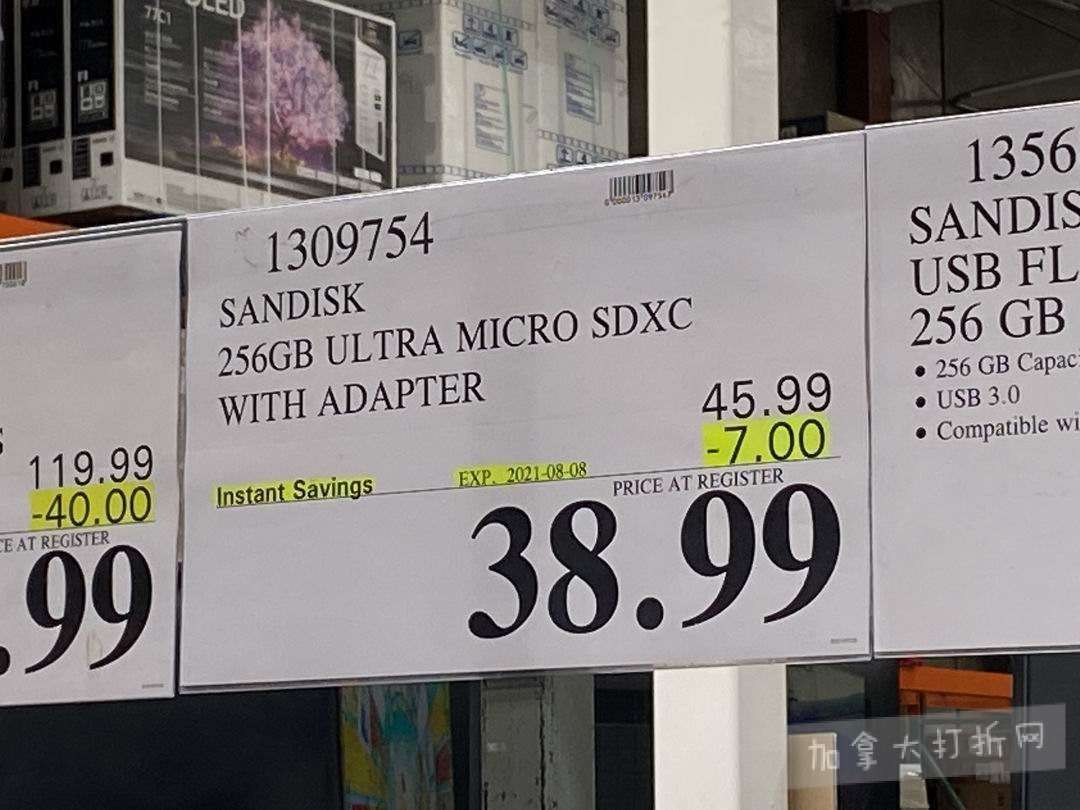 OLED
77C1
1309754
SANDISK
256GB ULTRA MICRO SDXC
WITH ADAPTER
45.99
-7.00
Instant Savings
EXP. 2021-08-08
PRICE AT REGISTER
38.99
119.99
-40.00
CE AT REGISTER
.99
1356
SANDIS
USB FL
256 GB
• 256 GB Capac
• USB 3.0
• Compatible wi
加拿大打折网